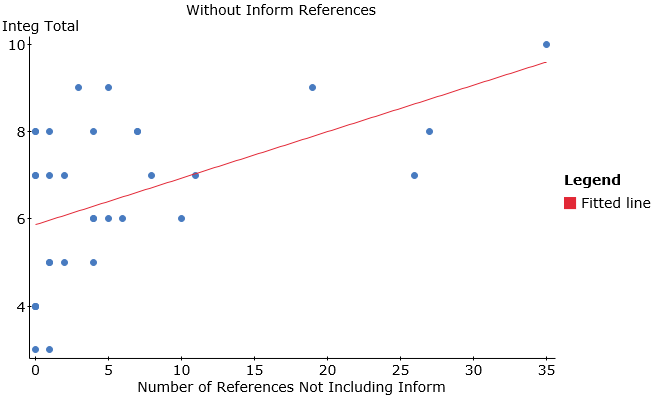 Without Inform References
Integ Total
10
8
6
4
0 5 10 15 20 25 30 35
Number of References Not Including Inform
Legend
Fitted line